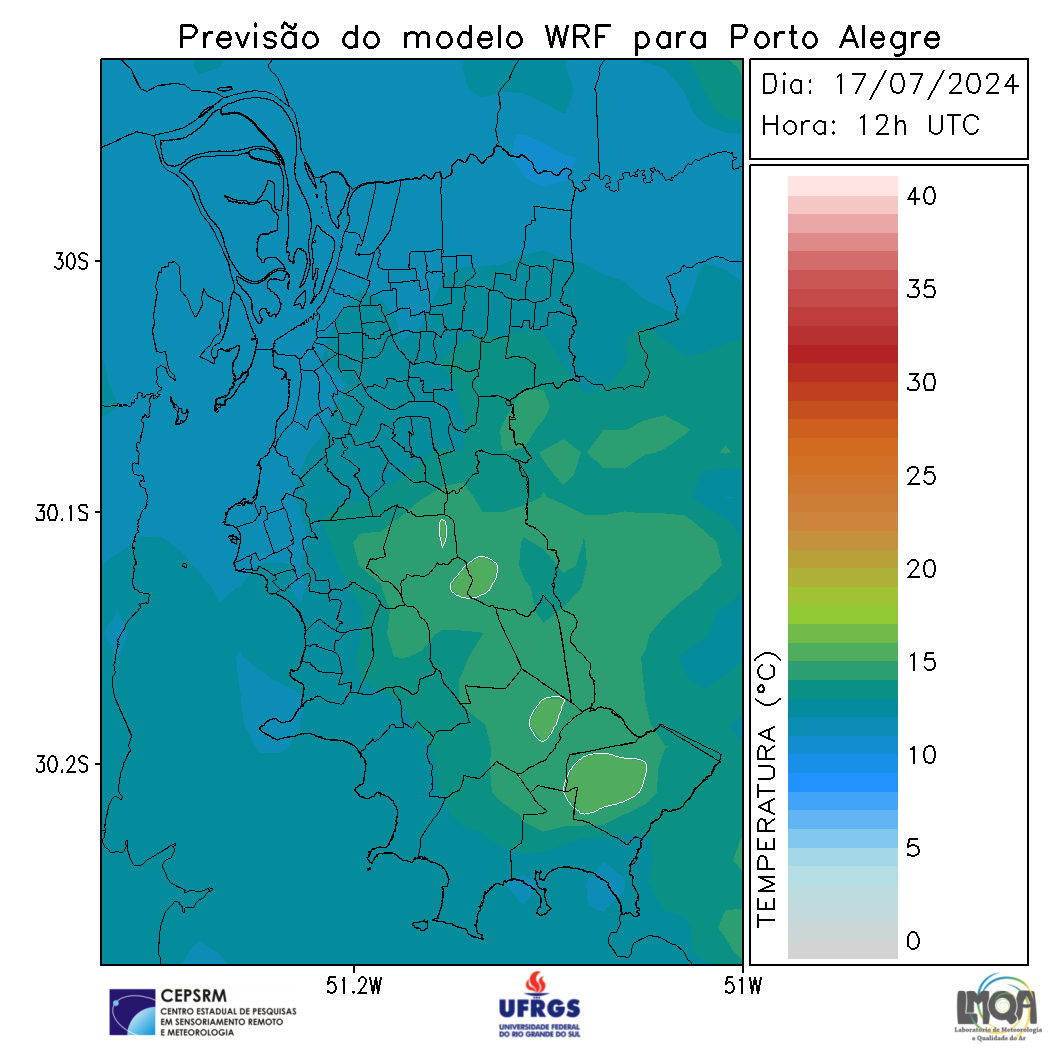 Previsão do modelo WRF para Porto Alegre
Dia: 17/07/2024
Hora: 12h UTC
40
35
30
25
20
15
10
5
0
TEMPERATURA (°C)
30S
30.1S
30.2S
51.2W
51W
CEPSRM
CENTRO ESTADUAL DE PESQUISAS
EM SENSORIAMENTO REMOTO
E METEOROLOGIA
UFRGS
UNIVERSIDADE FEDERAL
DO RIO GRANDE DO SUL
LMQA
Laboratório de Meteorologia
e Qualidade do Ar